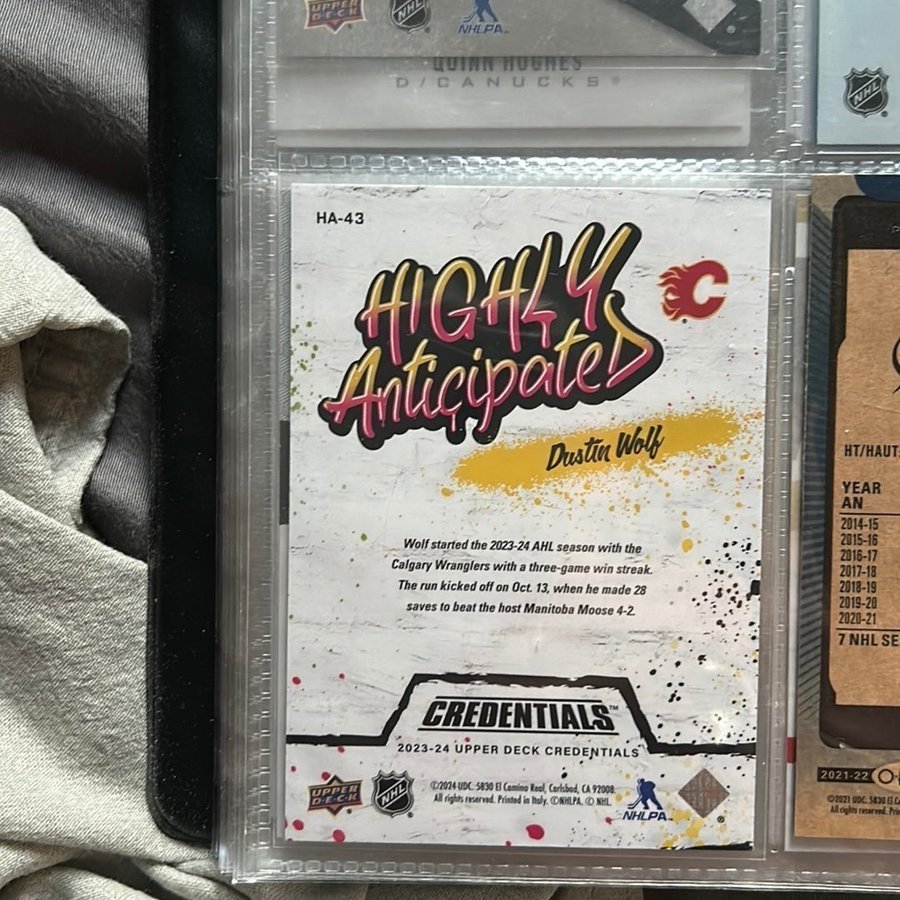 UPPER DECK
NHL
NHLPA
QUINN HUGHES
D/CANUCKS
NHL
HA-43
HIGHLY
Anticipated
Dustin Wolf
Wolf started the 2023-24 AHL season with the
Calgary Wranglers with a three-game win streak.
The run kicked off on Oct. 13, when he made 28
saves to beat the host Manitoba Moose 4-2.
CREDENTIALS™
2023-24 UPPER DECK CREDENTIALS
UPPER DECK
NHL
©2024 UDC. 5830 El Camino Real, Carlsbad, CA 92008.
All rights reserved. Printed in Italy. ©NHLPA. © NHL.
NHLPA
HT/HAUT
YEAR
AN
2014-15
2015-16
2016-17
2017-18
2018-19
2019-20
2020-21
7 NHL SE
2021-22
©2021 UDC. 5830 El
All rights reserved. Pri